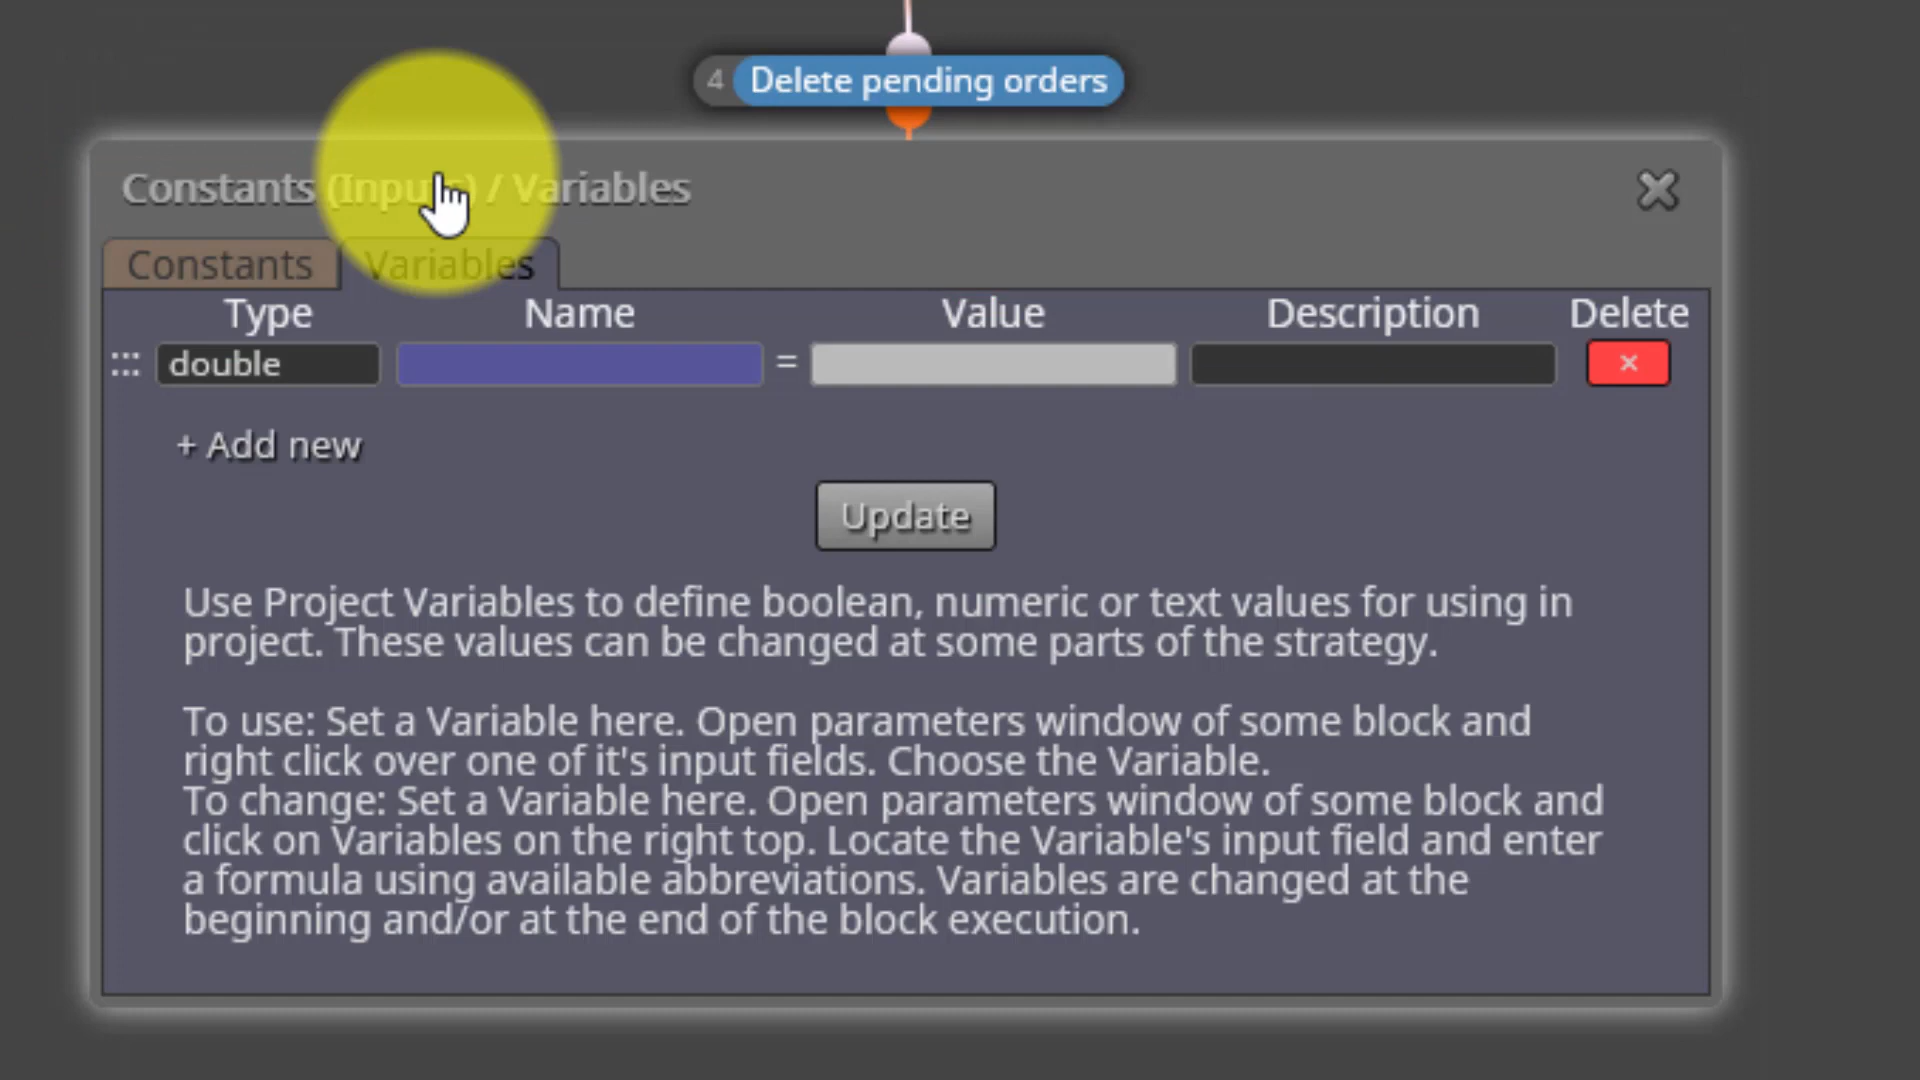 4 Delete pending orders
Constants (Inputs) / Variables
Constants Variables
Type Name Value Description Delete
double = ×
+ Add new
Update
Use Project Variables to define boolean, numeric or text values for using in
project. These values can be changed at some parts of the strategy.
To use: Set a Variable here. Open parameters window of some block and
right click over one of it's input fields. Choose the Variable.
To change: Set a Variable here. Open parameters window of some block and
click on Variables on the right top. Locate the Variable's input field and enter
a formula using available abbreviations. Variables are changed at the
beginning and/or at the end of the block execution.